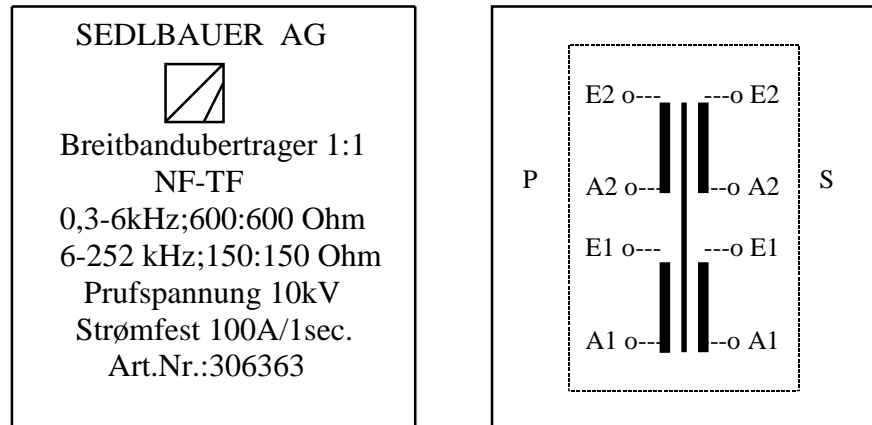 SEDLBAUER AG
Breitbandubertrager 1:1
NF-TF
0,3-6kHz;600:600 Ohm
6-252 kHz;150:150 Ohm
Prufspannung 10kV
Strømfest 100A/1sec.
Art.Nr.:306363
E2 o--- ---o E2
P A2 o--- ---o A2 S
E1 o--- ---o E1
A1 o--- ---o A1